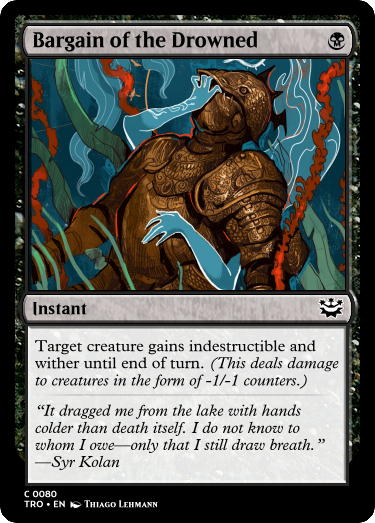 Bargain of the Drowned
Instant
Target creature gains indestructible and
wither until end of turn. (This deals damage
to creatures in the form of -1/-1 counters.)
“It dragged me from the lake with hands
colder than death itself. I do not know to
whom I owe—only that I still draw breath.”
—Syr Kolan
C 0080
TRO • EN Thiago Lehmann